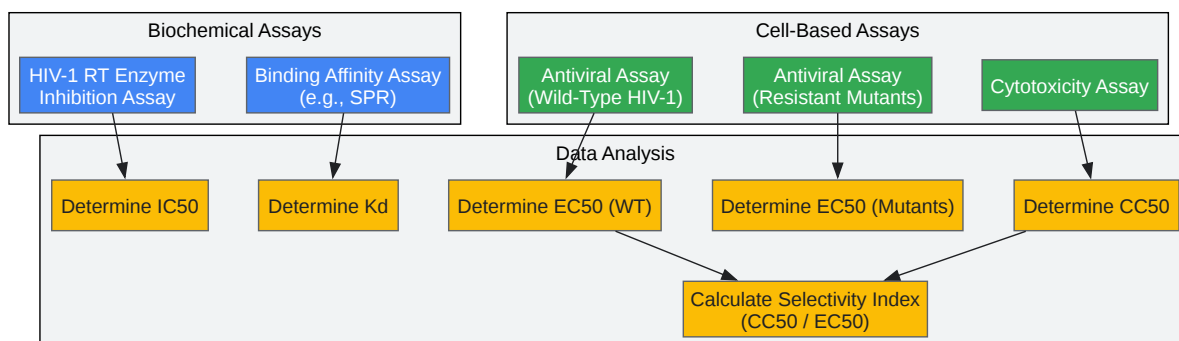 Biochemical Assays
HIV-1 RT Enzyme
Inhibition Assay
Binding Affinity Assay
(e.g., SPR)
Cell-Based Assays
Antiviral Assay
(Wild-Type HIV-1)
Antiviral Assay
(Resistant Mutants)
Cytotoxicity Assay
Data Analysis
Determine IC50
Determine Kd
Determine EC50 (WT)
Determine EC50 (Mutants)
Determine CC50
Calculate Selectivity Index
(CC50 / EC50)